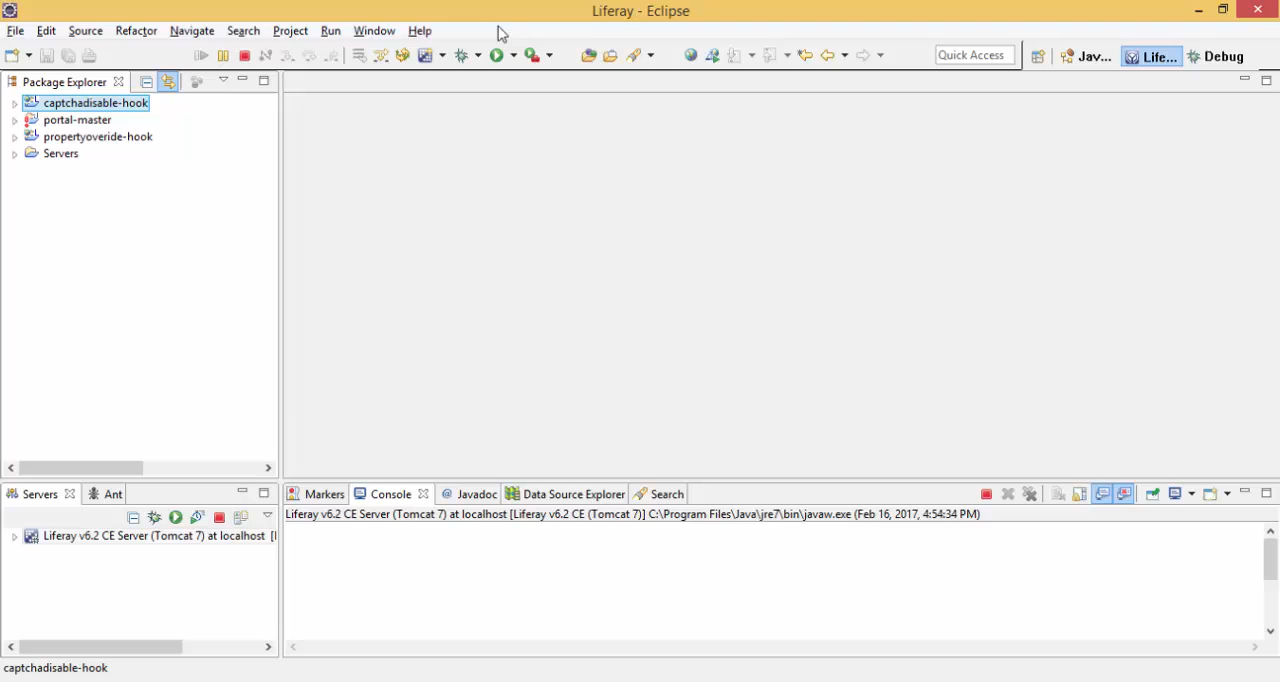 Liferay - Eclipse
File Edit Source Refactor Navigate Search Project Run Window Help
Quick Access Jav... Life... Debug
Package Explorer
captchadisable-hook
portal-master
propertyoveride-hook
Servers
Servers Ant
Liferay v6.2 CE Server (Tomcat 7) at localhost [l
Markers Console Javadoc Data Source Explorer Search
Liferay v6.2 CE Server (Tomcat 7) at localhost [Liferay v6.2 CE (Tomcat 7)] C:\Program Files\Java\jre7\bin\javaw.exe (Feb 16, 2017, 4:54:34 PM)
captchadisable-hook